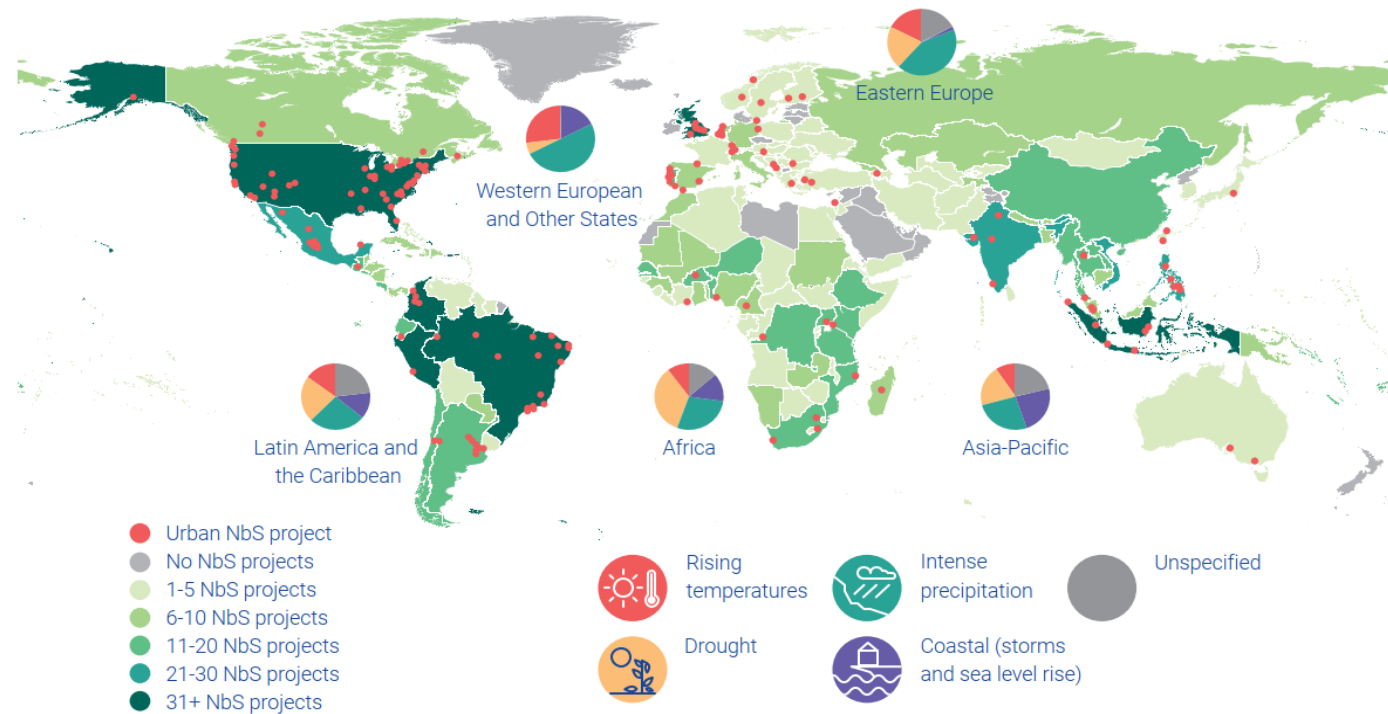 Eastern Europe
Western European
and Other States
Latin America and
the Caribbean
Africa
Asia-Pacific
Urban NbS project
No NbS projects
1-5 NbS projects
6-10 NbS projects
11-20 NbS projects
21-30 NbS projects
31+ NbS projects
Rising
temperatures
Intense
precipitation
Unspecified
Drought
Coastal (storms
and sea level rise)